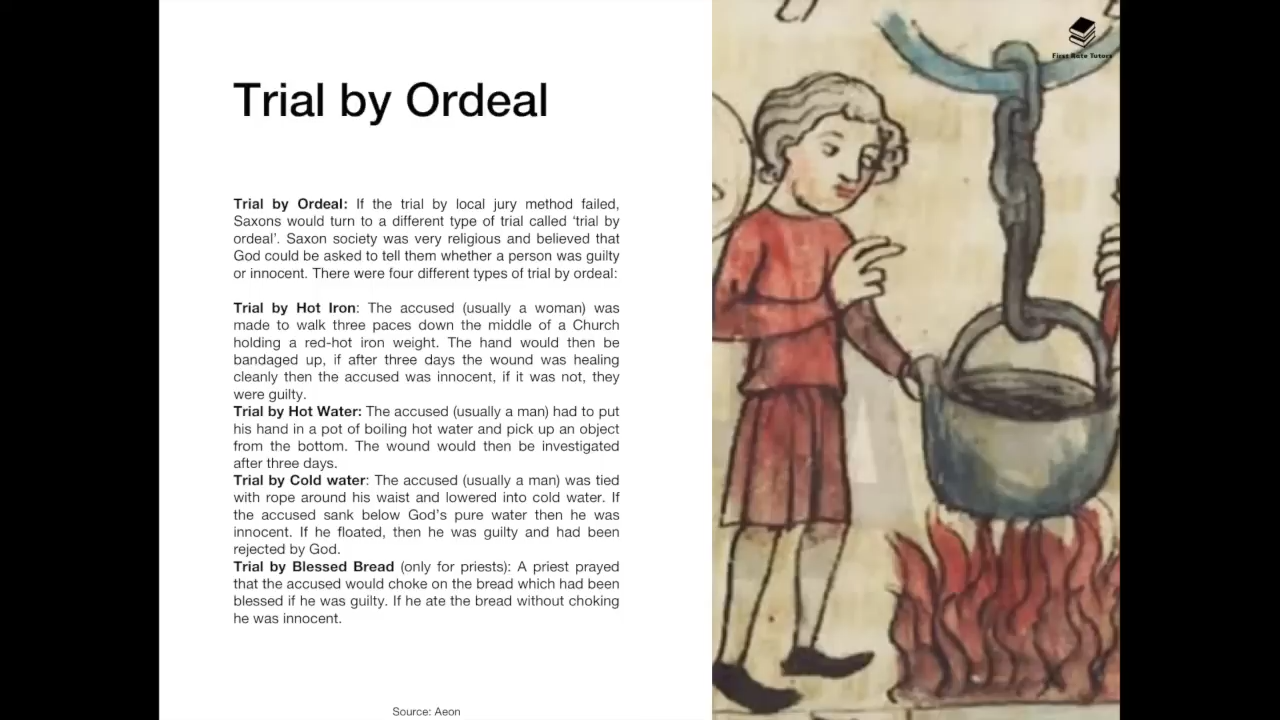 First Rate Tutors
Trial by Ordeal
Trial by Ordeal: If the trial by local jury method failed,
Saxons would turn to a different type of trial called ‘trial by
ordeal’. Saxon society was very religious and believed that
God could be asked to tell them whether a person was guilty
or innocent. There were four different types of trial by ordeal:
Trial by Hot Iron: The accused (usually a woman) was
made to walk three paces down the middle of a Church
holding a red-hot iron weight. The hand would then be
bandaged up, if after three days the wound was healing
cleanly then the accused was innocent, if it was not, they
were guilty.
Trial by Hot Water: The accused (usually a man) had to put
his hand in a pot of boiling hot water and pick up an object
from the bottom. The wound would then be investigated
after three days.
Trial by Cold water: The accused (usually a man) was tied
with rope around his waist and lowered into cold water. If
the accused sank below God’s pure water then he was
innocent. If he floated, then he was guilty and had been
rejected by God.
Trial by Blessed Bread (only for priests): A priest prayed
that the accused would choke on the bread which had been
blessed if he was guilty. If he ate the bread without choking
he was innocent.
Source: Aeon